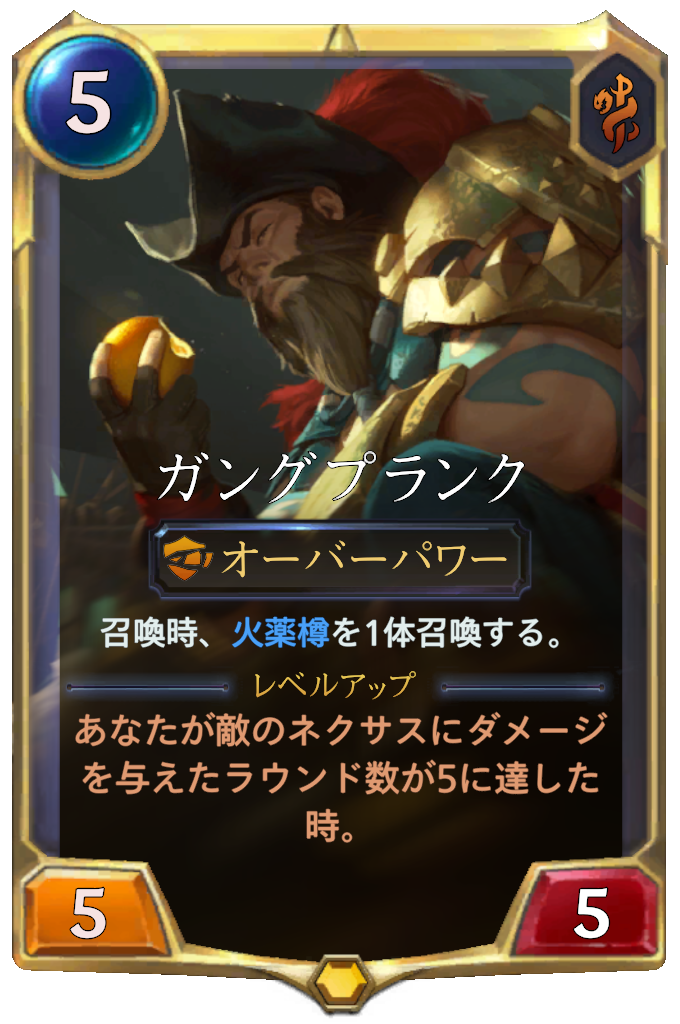 5
ガングプランク
オーバーパワー
召喚時、火薬樽を1体召喚する。
レベルアップ
あなたが敵のネクサスにダメージ
を与えたラウンド数が5に達した
時。
5
5